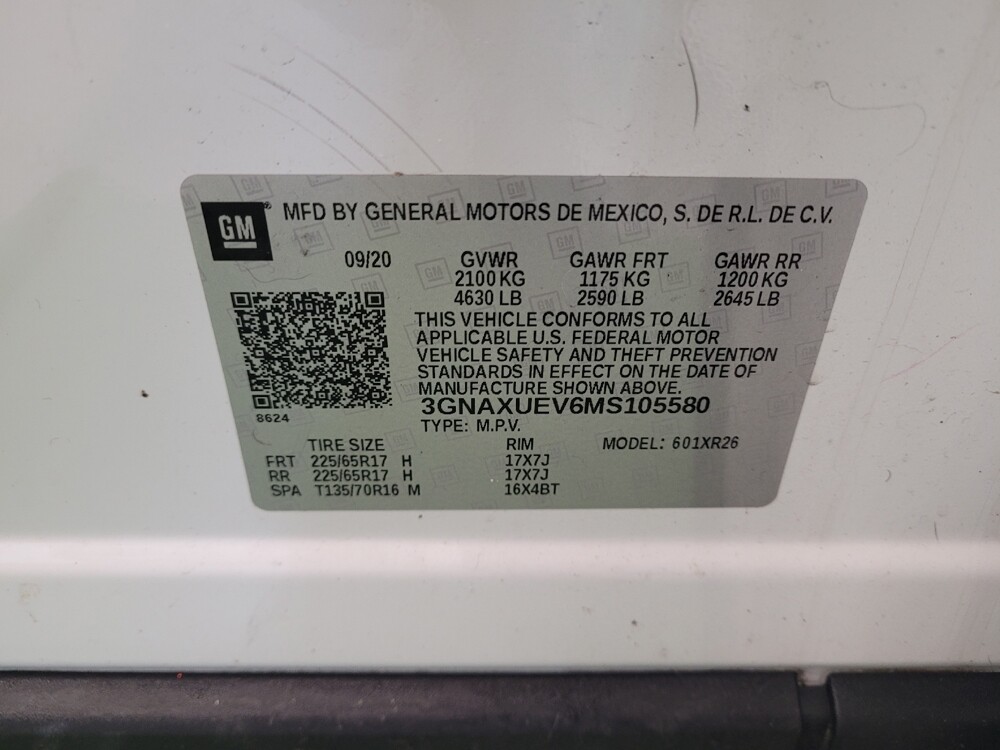 GM® MFD BY GENERAL MOTORS DE MEXICO, S. DE R.L. DE C.V.
09/20 GVWR GAWR FRT GAWR RR
2100 KG 1175 KG 1200 KG
4630 LB 2590 LB 2645 LB
THIS VEHICLE CONFORMS TO ALL
APPLICABLE U.S. FEDERAL MOTOR
VEHICLE SAFETY AND THEFT PREVENTION
STANDARDS IN EFFECT ON THE DATE OF
MANUFACTURE SHOWN ABOVE.
3GNAXUEV6MS105580
8624
TYPE: M.P.V.
TIRE SIZE RIM MODEL: 601XR26
FRT 225/65R17 H 17X7J
RR 225/65R17 H 17X7J
SPA T135/70R16 M 16X4BT